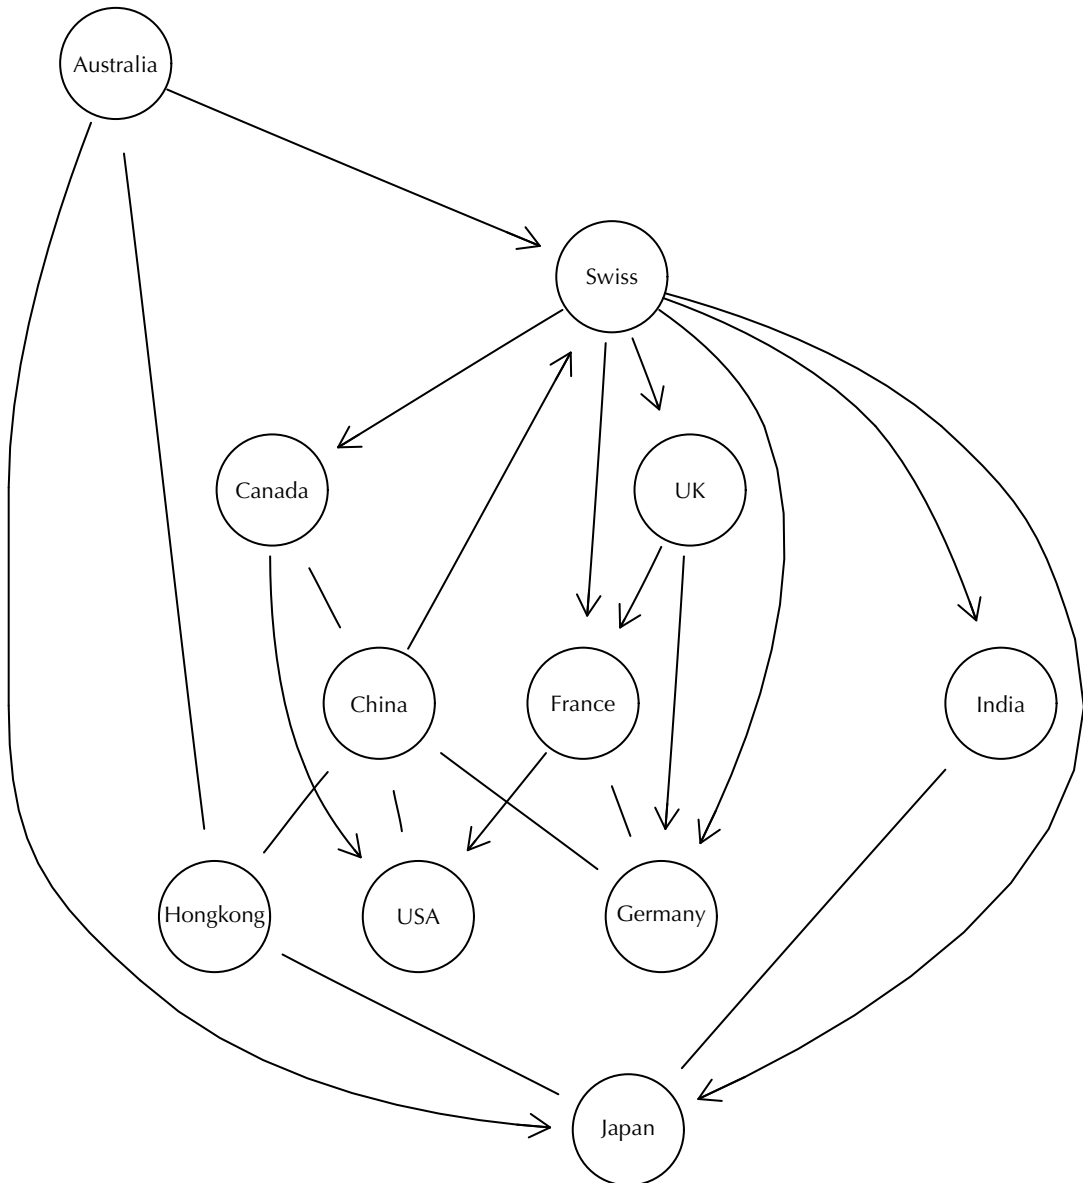 Australia
Swiss
Canada
UK
China
France
India
Hongkong
USA
Germany
Japan